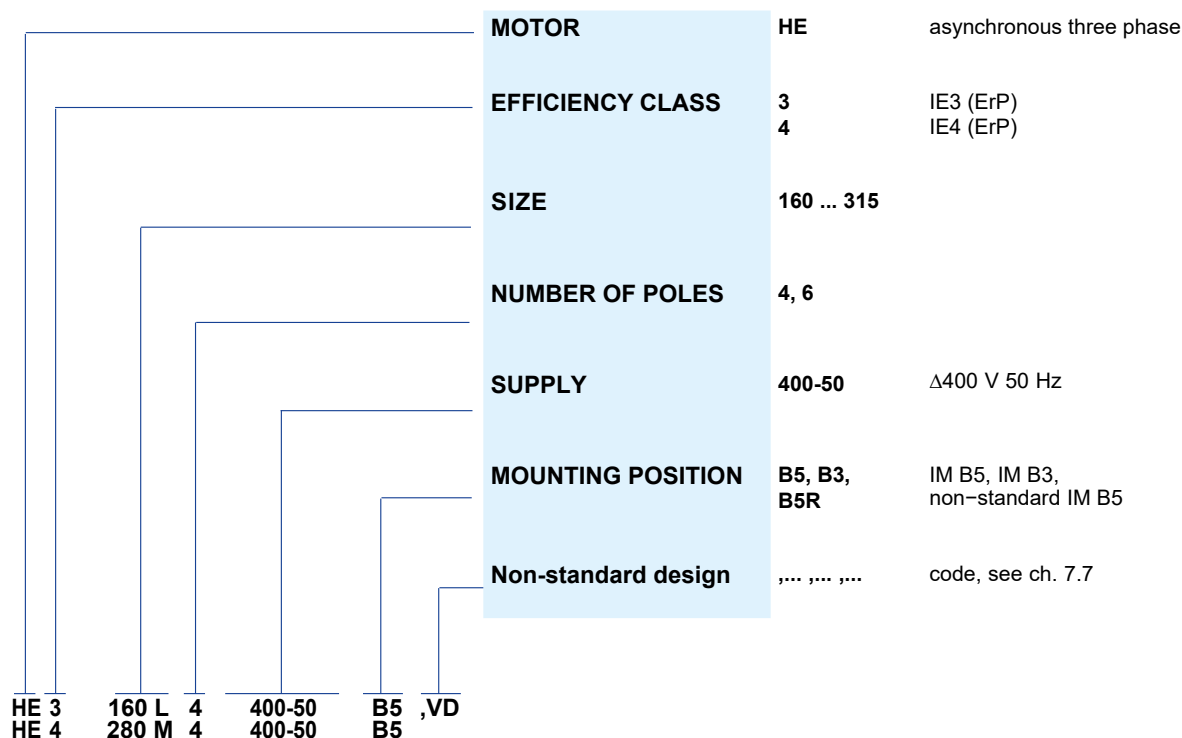 MOTOR HE asynchronous three phase
EFFICIENCY CLASS 3 IE3 (ErP)
4 IE4 (ErP)
SIZE 160 ... 315
NUMBER OF POLES 4, 6
SUPPLY 400-50 ∆400 V 50 Hz
MOUNTING POSITION B5, B3, IM B5, IM B3,
B5R non−standard IM B5
Non-standard design ,... ,... ,... code, see ch. 7.7
HE 3 160 L 4 400-50 B5 ,VD
HE 4 280 M 4 400-50 B5